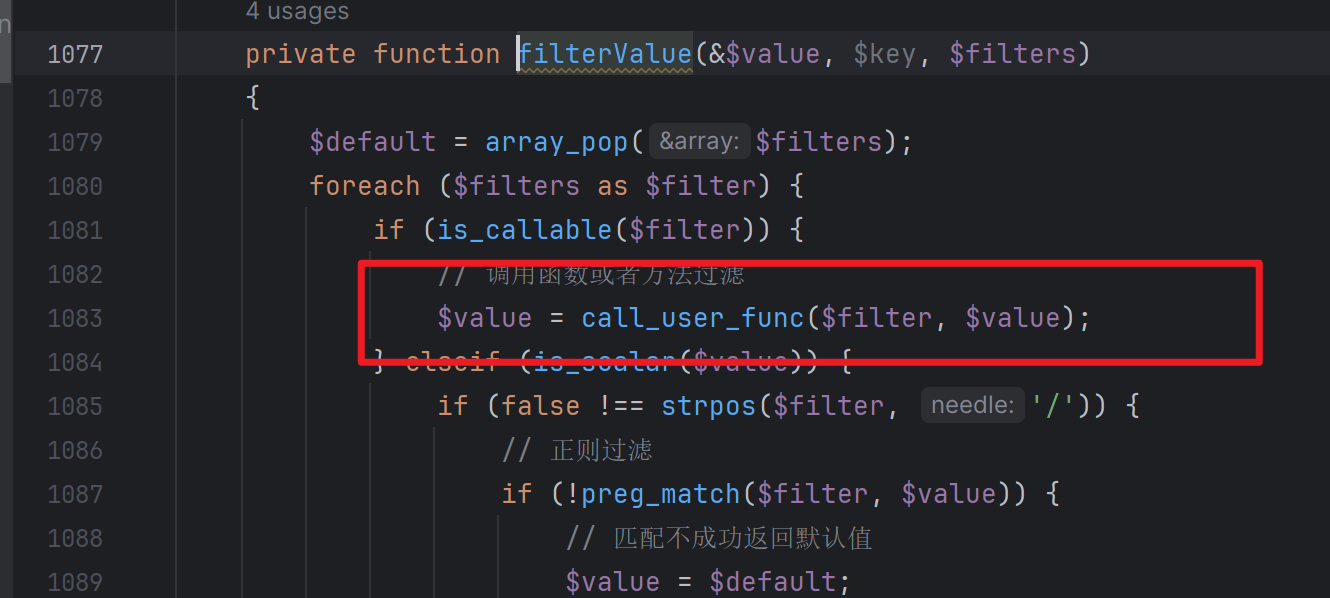 4 usages
n
1077 private function filterValue(&$value, $key, $filters)
1078 {
1079 $default = array_pop( &array: $filters);
1080 foreach ($filters as $filter) {
1081 if (is_callable($filter)) {
1082 // 调用函数或者方法过滤
1083 $value = call_user_func($filter, $value);
1084 } elseif (is_scalar($value)) {
1085 if (false !== strpos($filter, needle: '/')) {
1086 // 正则过滤
1087 if (!preg_match($filter, $value)) {
1088 // 匹配不成功返回默认值
1089 $value = $default;